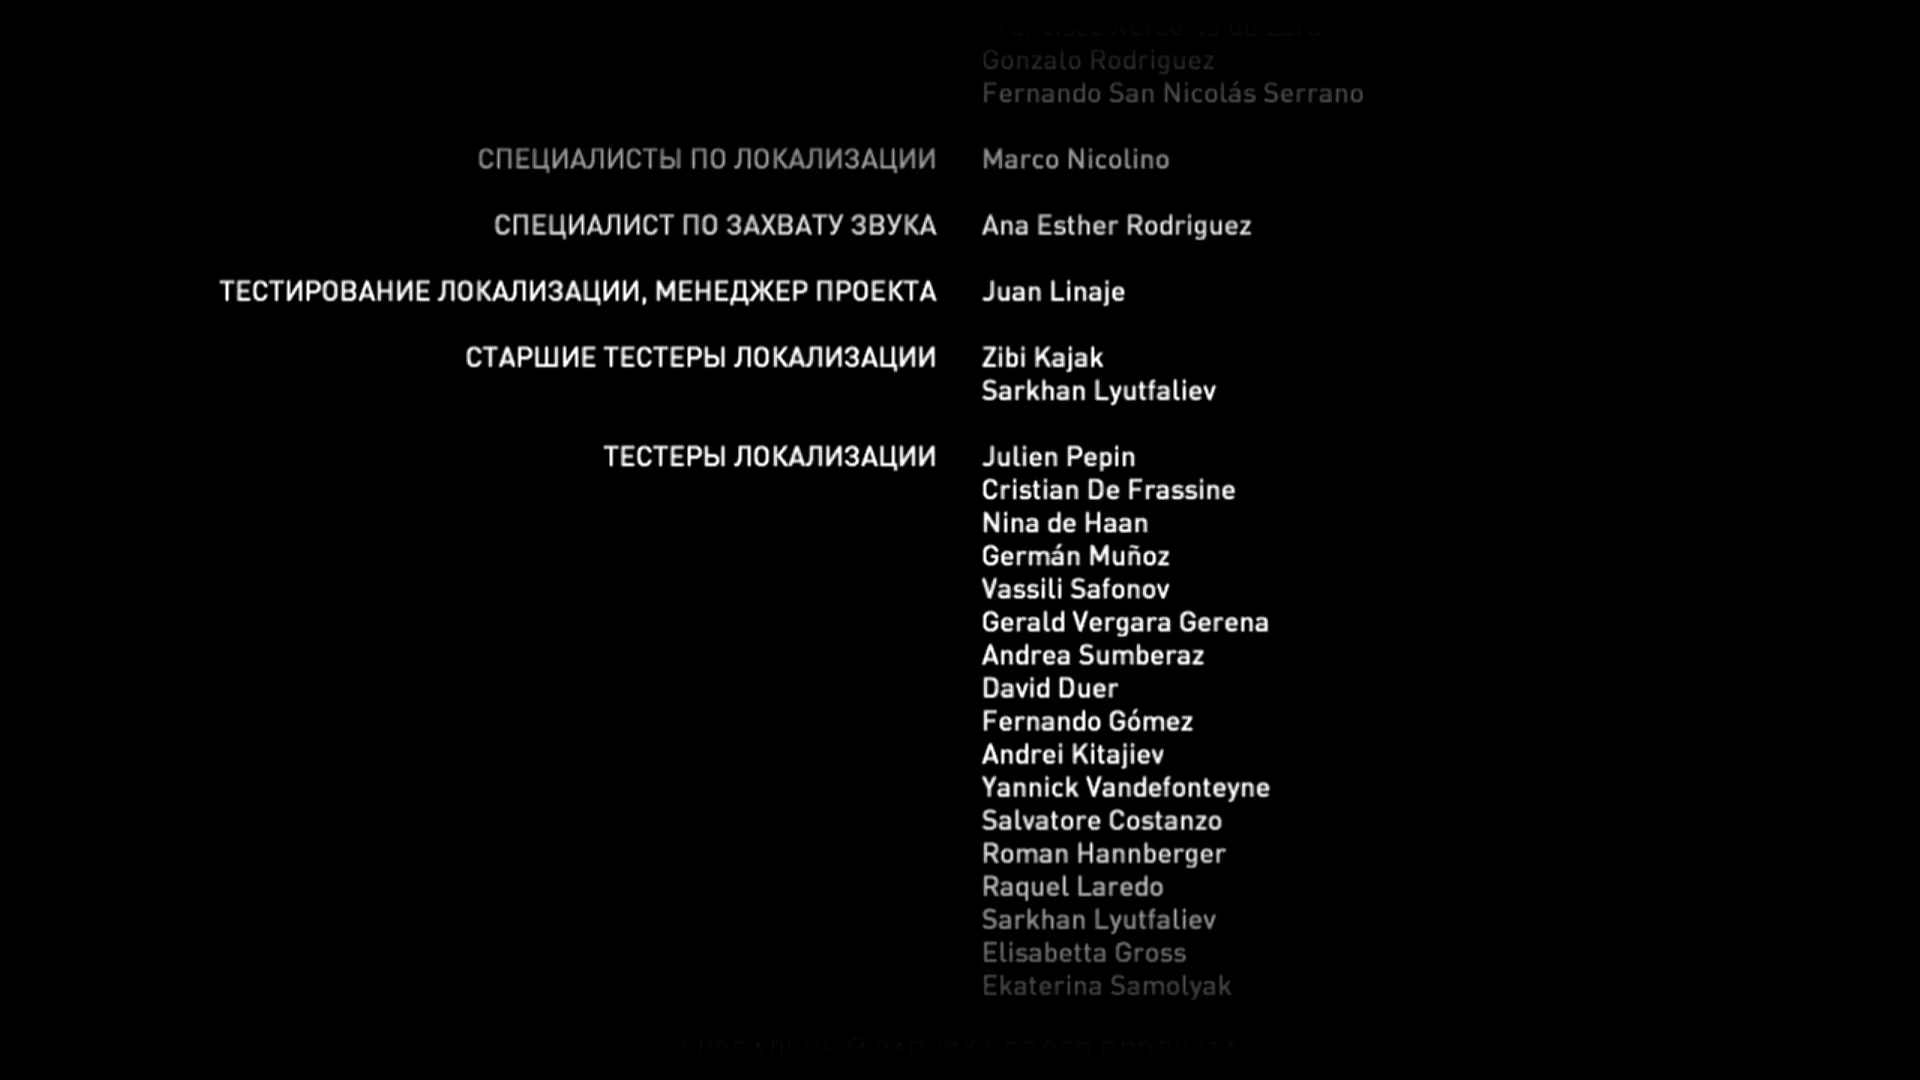 Gonzalo Rodriguez
Fernando San Nicolás Serrano
СПЕЦИАЛИСТЫ ПО ЛОКАЛИЗАЦИИ Marco Nicolino
СПЕЦИАЛИСТ ПО ЗАХВАТУ ЗВУКА Ana Esther Rodriguez
ТЕСТИРОВАНИЕ ЛОКАЛИЗАЦИИ, МЕНЕДЖЕР ПРОЕКТА Juan Linaje
СТАРШИЕ ТЕСТЕРЫ ЛОКАЛИЗАЦИИ Zibi Kajak
Sarkhan Lyutfaliev
ТЕСТЕРЫ ЛОКАЛИЗАЦИИ Julien Pepin
Cristian De Frassine
Nina de Haan
Germán Muñoz
Vassili Safonov
Gerald Vergara Gerena
Andrea Sumberaz
David Duer
Fernando Gómez
Andrei Kitajiev
Yannick Vandefonteyne
Salvatore Costanzo
Roman Hannberger
Raquel Laredo
Sarkhan Lyutfaliev
Elisabetta Gross
Ekaterina Samolyak